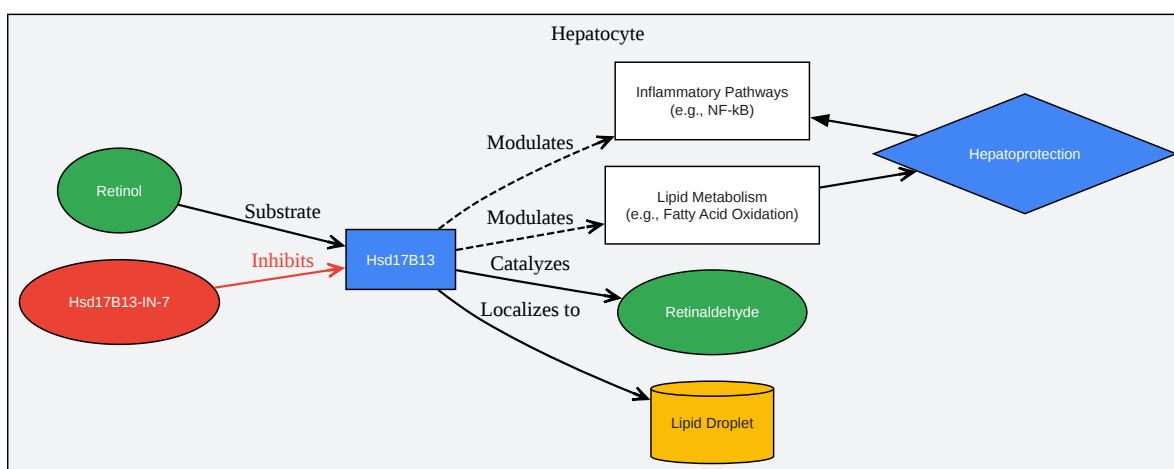 Hepatocyte
Inflammatory Pathways
(e.g., NF-kB)
Modulates
Hepatoprotection
Retinol
Lipid Metabolism
(e.g., Fatty Acid Oxidation)
Substrate
Modulates
Inhibits
Hsd17B13
Catalyzes
Hsd17B13-IN-7
Localizes to
Retinaldehyde
Lipid Droplet